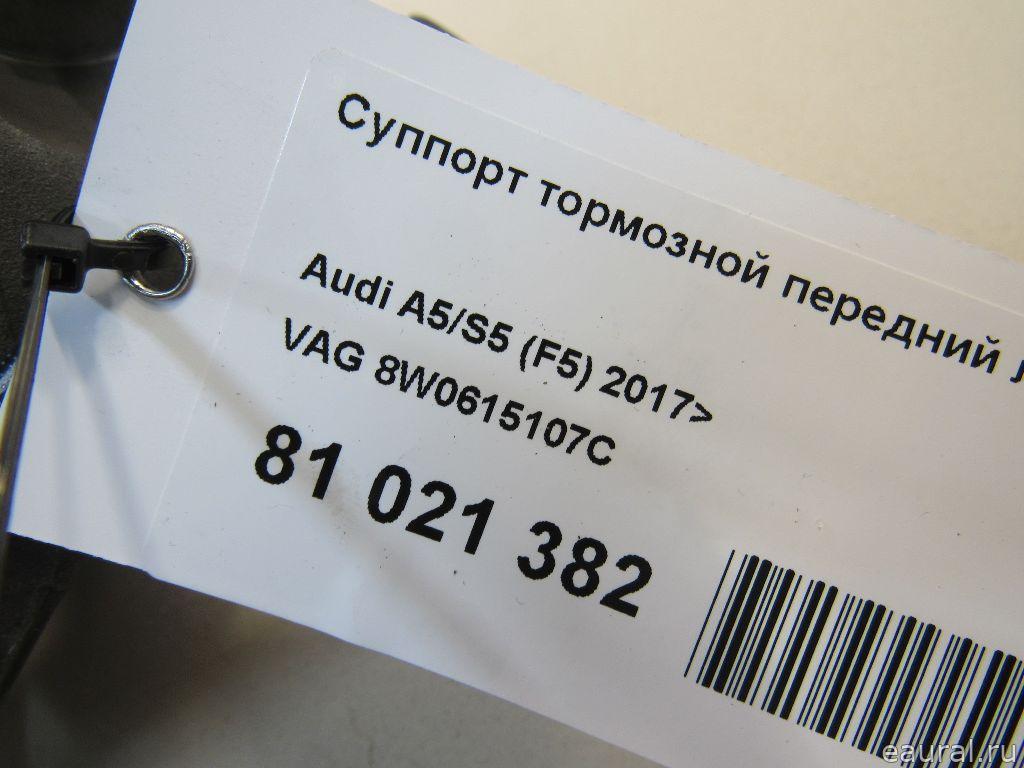 Суппорт тормозной передний
Audi A5/S5 (F5) 2017>
VAG 8W0615107C
81 021 382
eaural.ru